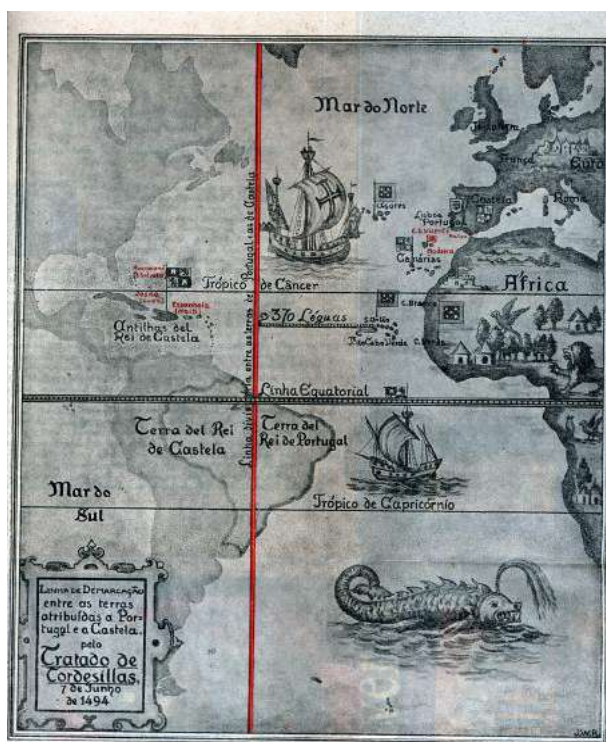 Mar do Norte
França
Castela
Roma
Lisboa
Portugal
Açores
Madeira
Canárias
Trópico de Câncer
África
Antilhas del
Rei de Castela
370 Léguas
C. Branco
C. Verde
Linha Equatorial
Terra del Rei
de Castela
Terra del
Rei de Portugal
Mar do
Sul
Trópico de Capricórnio
Linha de Demarcação
entre as terras
atribuídas a Por-
tugal e a Castela,
pelo
Tratado de
Tordesillas,
7 de Junho
de 1494